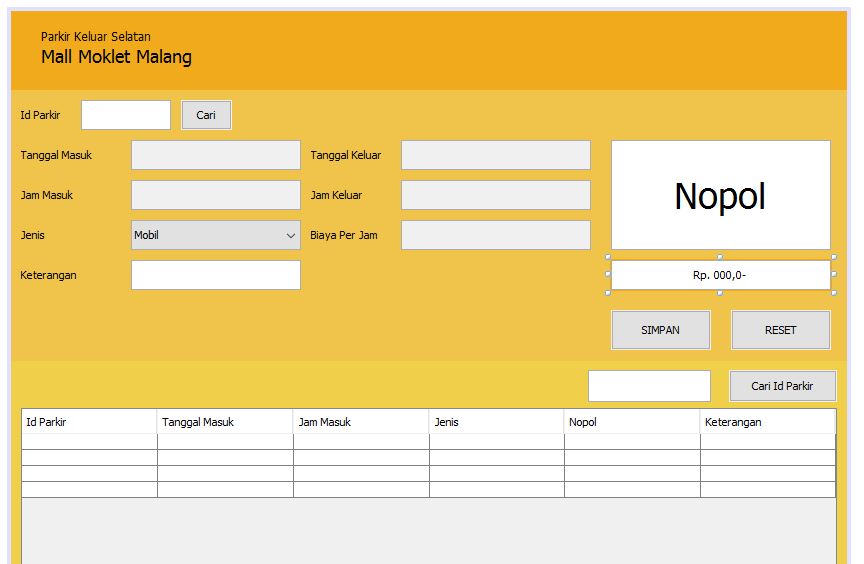 Parkir Keluar Selatan
Mall Moklet Malang
Id Parkir Cari
Tanggal Masuk Tanggal Keluar
Nopol
Jam Masuk Jam Keluar
Jenis Mobil Biaya Per Jam
Keterangan Rp. 000,0-
SIMPAN RESET
Cari Id Parkir
Id Parkir Tanggal Masuk Jam Masuk Jenis Nopol Keterangan